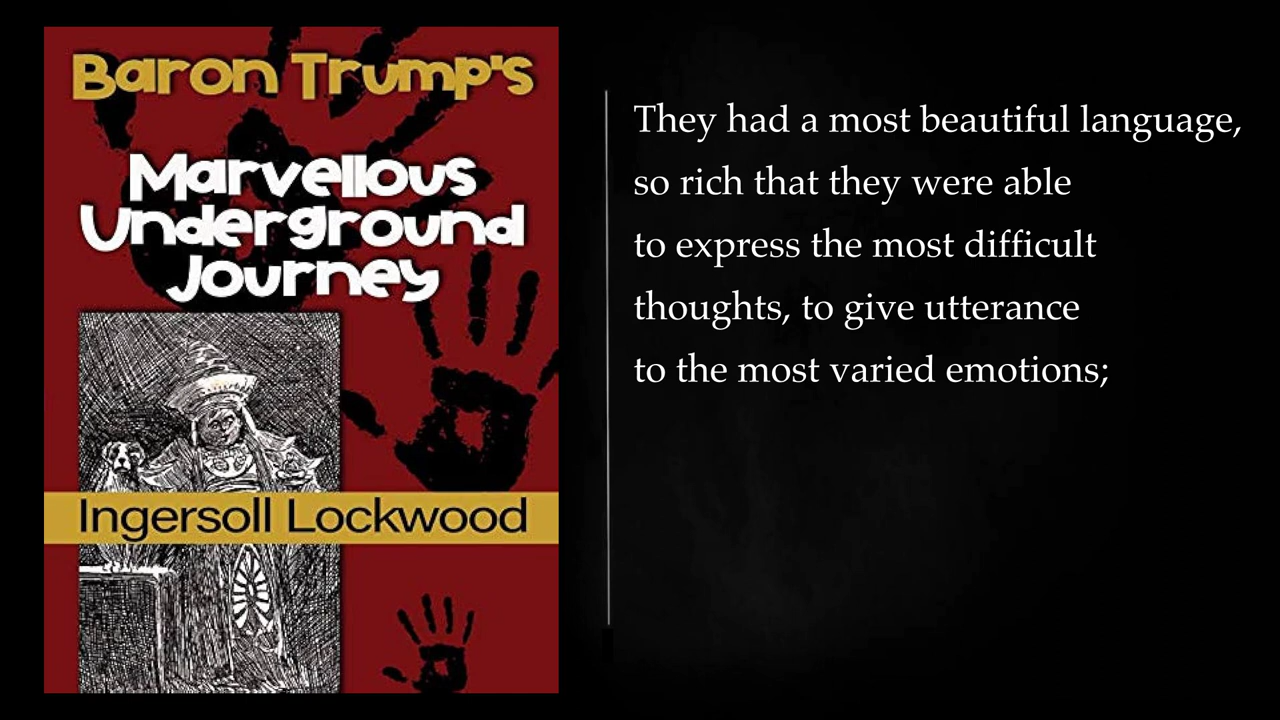 Baron Trump's
Marvellous
Underground
Journey
Ingersoll Lockwood
They had a most beautiful language,
so rich that they were able
to express the most difficult
thoughts, to give utterance
to the most varied emotions;